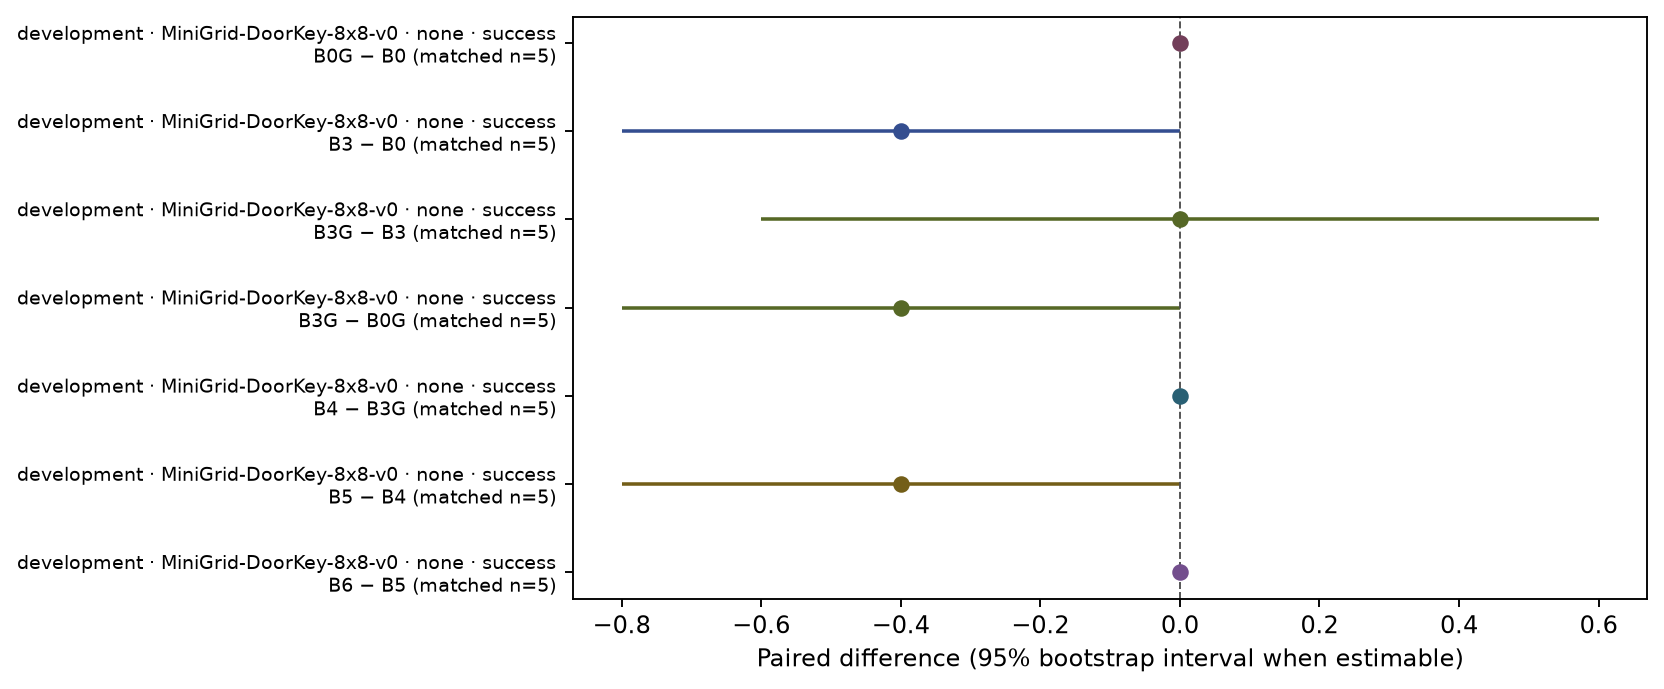 development · MiniGrid-DoorKey-8x8-v0 · none · success
B0G − B0 (matched n=5)
development · MiniGrid-DoorKey-8x8-v0 · none · success
B3 − B0 (matched n=5)
development · MiniGrid-DoorKey-8x8-v0 · none · success
B3G − B3 (matched n=5)
development · MiniGrid-DoorKey-8x8-v0 · none · success
B3G − B0G (matched n=5)
development · MiniGrid-DoorKey-8x8-v0 · none · success
B4 − B3G (matched n=5)
development · MiniGrid-DoorKey-8x8-v0 · none · success
B5 − B4 (matched n=5)
development · MiniGrid-DoorKey-8x8-v0 · none · success
B6 − B5 (matched n=5)
−0.8 −0.6 −0.4 −0.2 0.0 0.2 0.4 0.6
Paired difference (95% bootstrap interval when estimable)